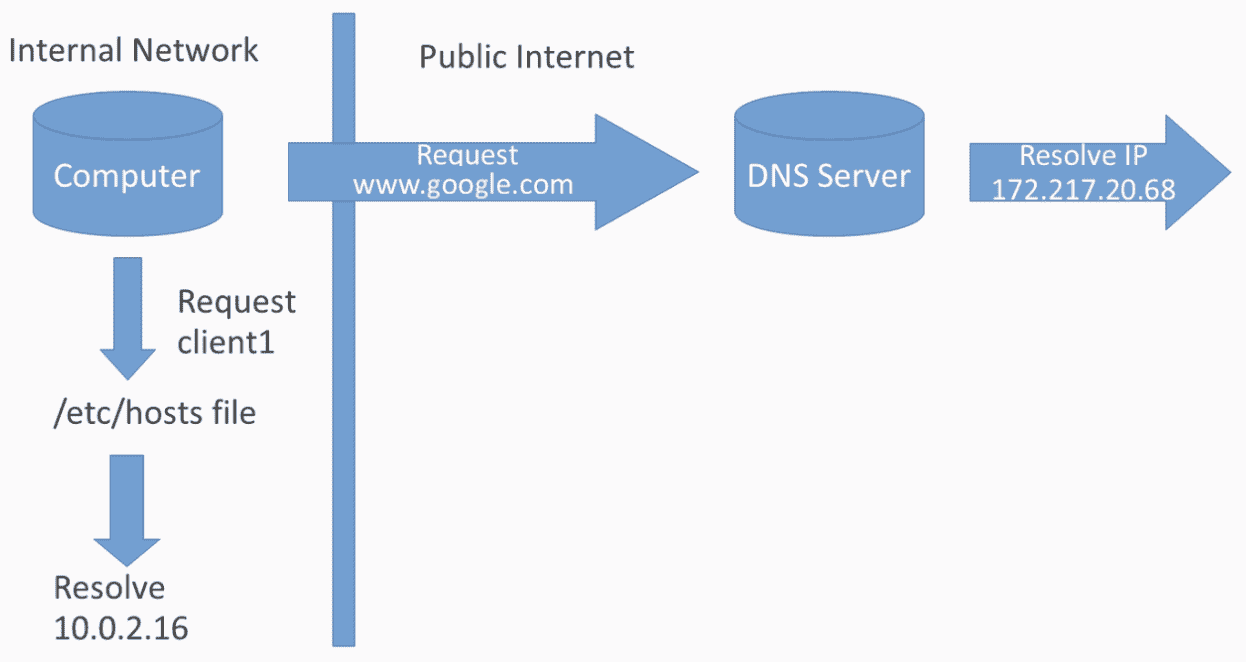 Internal Network
Public Internet
Computer
Request
www.google.com
DNS Server
Resolve IP
172.217.20.68
Request
client1
/etc/hosts file
Resolve
10.0.2.16